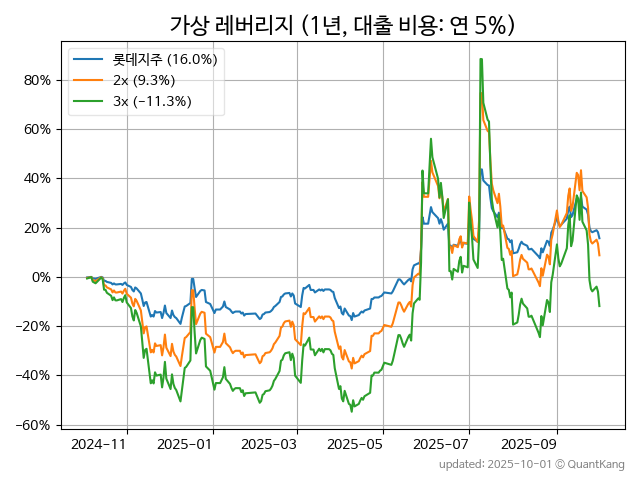 가상 레버리지 (1년, 대출 비용: 연 5%)
롯데지주 (16.0%)
2x (9.3%)
3x (−11.3%)
80%
60%
40%
20%
0%
−20%
−40%
−60%
2024-11
2025-01
2025-03
2025-05
2025-07
2025-09
updated: 2025-10-01 © QuantKang